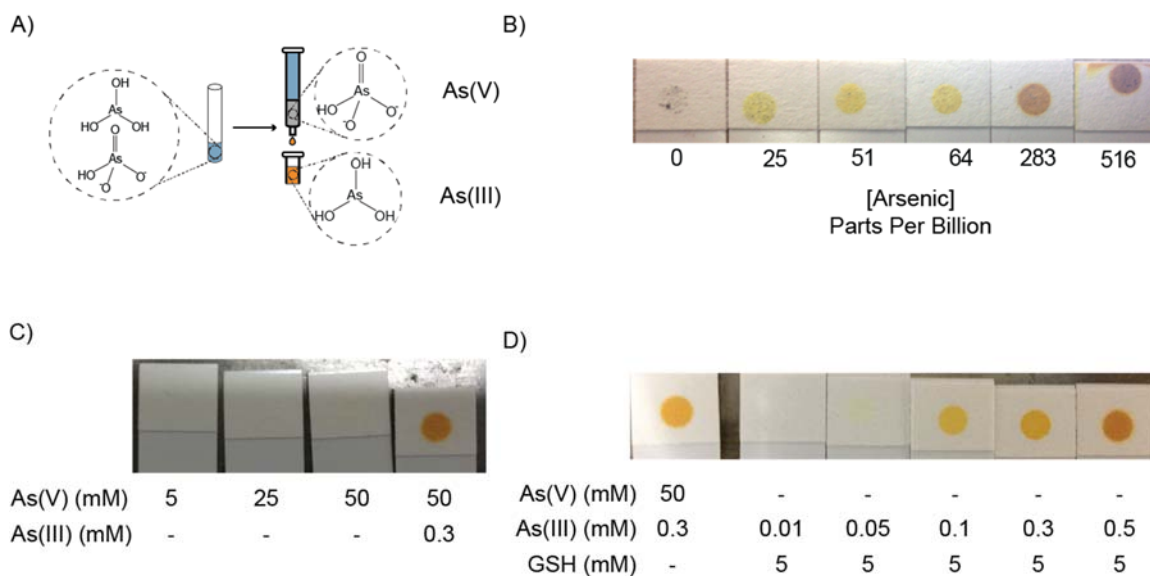 A)
OH
As
HO OH
O
As
HO O⁻
⁻O
O
As
HO O⁻
⁻O
As(V)
OH
As
HO OH
As(III)
B)
0 25 51 64 283 516
[Arsenic]
Parts Per Billion
C)
As(V) (mM) 5 25 50 50
As(III) (mM) - - - 0.3
D)
As(V) (mM) 50 - - - - -
As(III) (mM) 0.3 0.01 0.05 0.1 0.3 0.5
GSH (mM) - 5 5 5 5 5